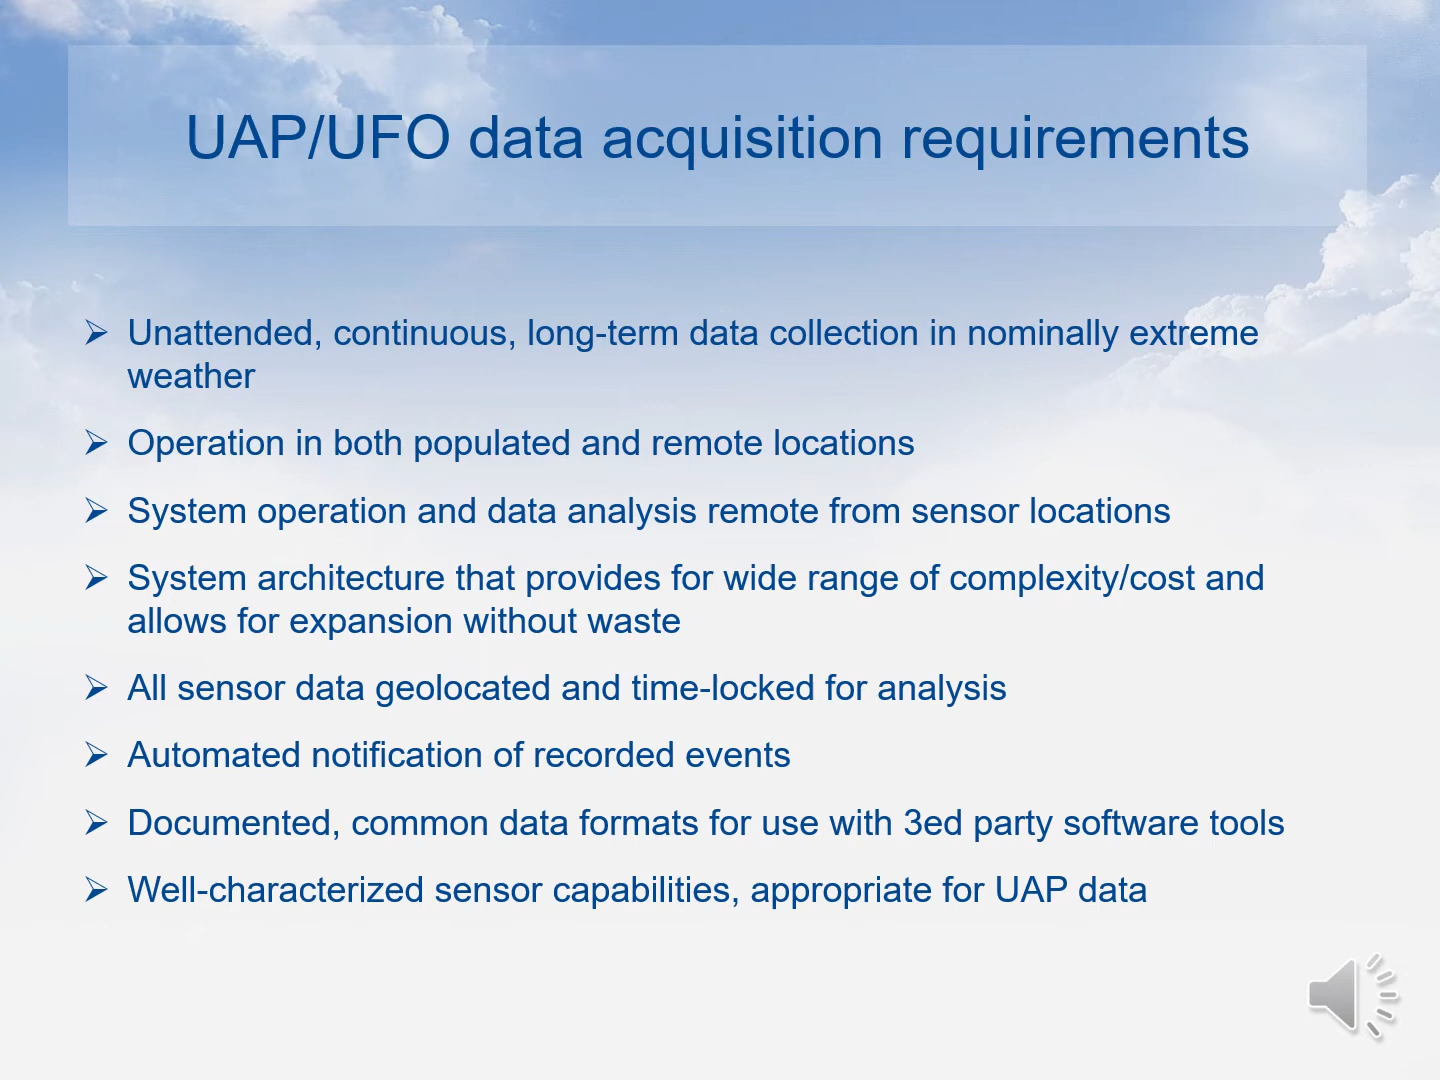 UAP/UFO data acquisition requirements
Unattended, continuous, long-term data collection in nominally extreme
weather
Operation in both populated and remote locations
System operation and data analysis remote from sensor locations
System architecture that provides for wide range of complexity/cost and
allows for expansion without waste
All sensor data geolocated and time-locked for analysis
Automated notification of recorded events
Documented, common data formats for use with 3ed party software tools
Well-characterized sensor capabilities, appropriate for UAP data